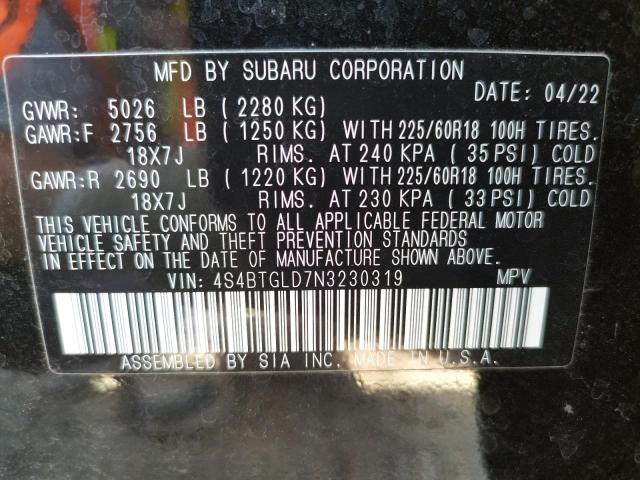 MFD BY SUBARU CORPORATION
DATE: 04/22
GVWR: 5026 LB (2280 KG)
GAWR:F 2756 LB (1250 KG) WITH 225/60R18 100H TIRES.
18X7J RIMS. AT 240 KPA (35 PSI) COLD
GAWR:R 2690 LB (1220 KG) WITH 225/60R18 100H TIRES.
18X7J RIMS. AT 230 KPA (33 PSI) COLD
THIS VEHICLE CONFORMS TO ALL APPLICABLE FEDERAL MOTOR
VEHICLE SAFETY AND THEFT PREVENTION STANDARDS
IN EFFECT ON THE DATE OF MANUFACTURE SHOWN ABOVE.
VIN: 4S4BTGLD7N3230319 MPV
ASSEMBLED BY SIA INC. MADE IN U.S.A.